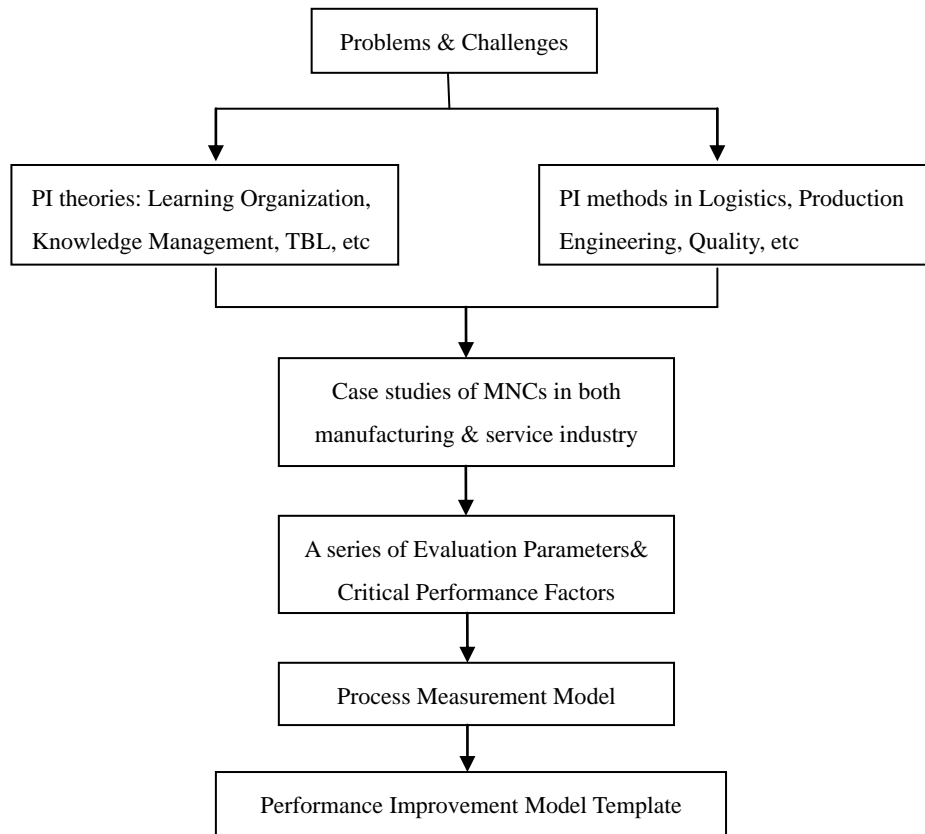 Problems & Challenges
PI theories: Learning Organization,
Knowledge Management, TBL, etc
PI methods in Logistics, Production
Engineering, Quality, etc
Case studies of MNCs in both
manufacturing & service industry
A series of Evaluation Parameters&
Critical Performance Factors
Process Measurement Model
Performance Improvement Model Template